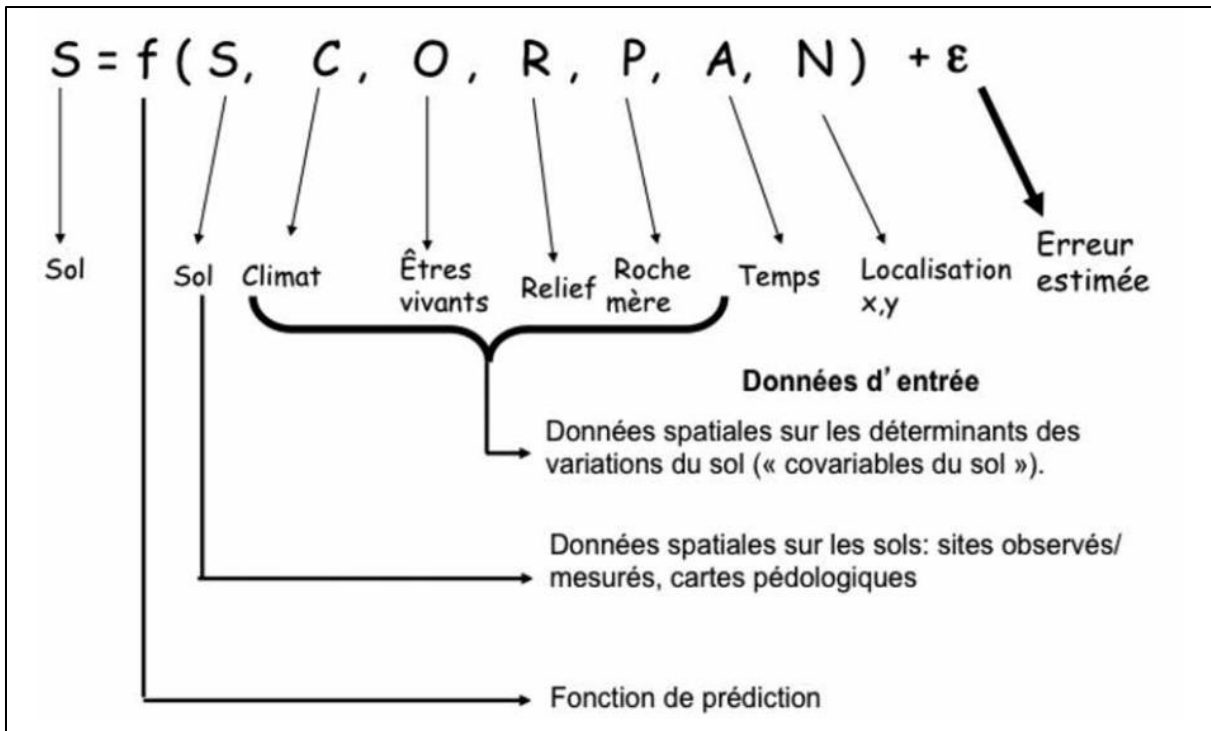 S = f ( S, C , O , R , P, A, N ) + ε
Sol
Sol
Climat
Êtres
vivants
Relief
Roche
mère
Temps
Localisation
x,y
Erreur
estimée
Données d’ entrée
Données spatiales sur les déterminants des
variations du sol (« covariables du sol »).
Données spatiales sur les sols: sites observés/
mesurés, cartes pédologiques
Fonction de prédiction